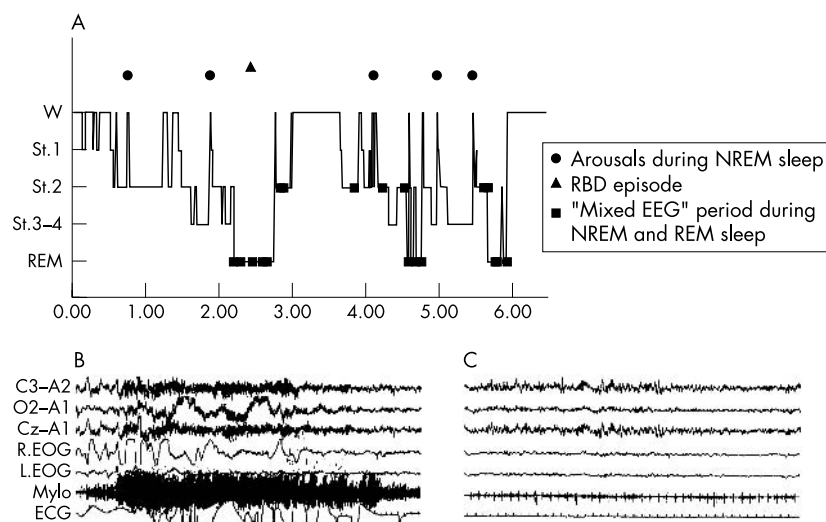 A
W
St.1
St.2
St.3–4
REM
0.00 1.00 2.00 3.00 4.00 5.00 6.00
Arousals during NREM sleep
RBD episode
"Mixed EEG" period during
NREM and REM sleep
B
C
C3–A2
O2–A1
Cz–A1
R.EOG
L.EOG
Mylo
ECG